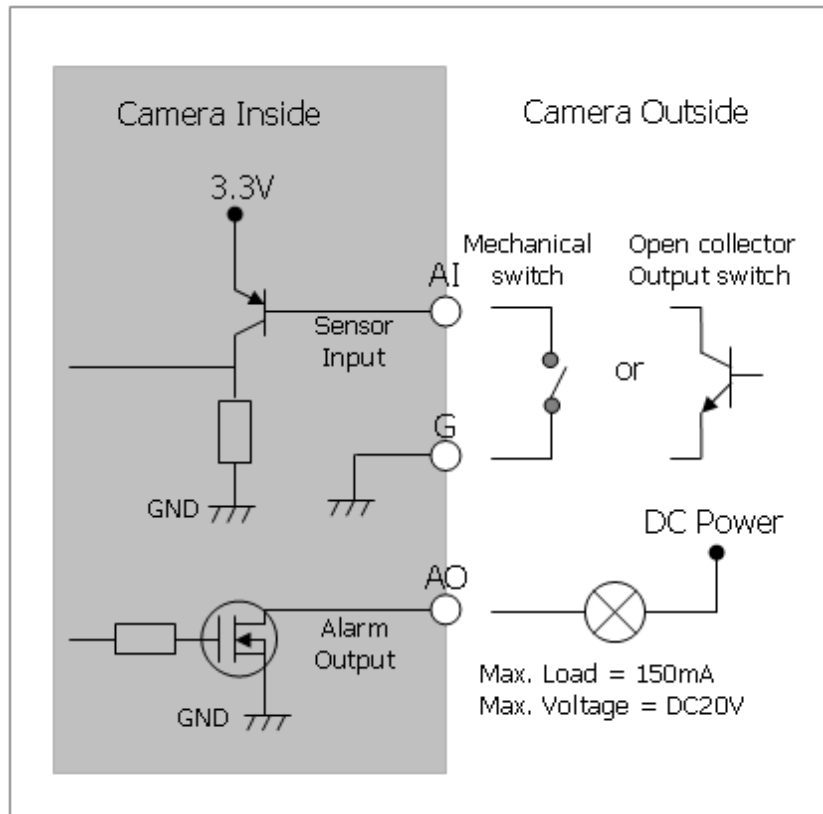 Camera Inside
Camera Outside
3.3V
AI
Mechanical
switch
Open collector
Output switch
Sensor
Input
or
G
GND
DC Power
AO
Alarm
Output
GND
Max. Load = 150mA
Max. Voltage = DC20V